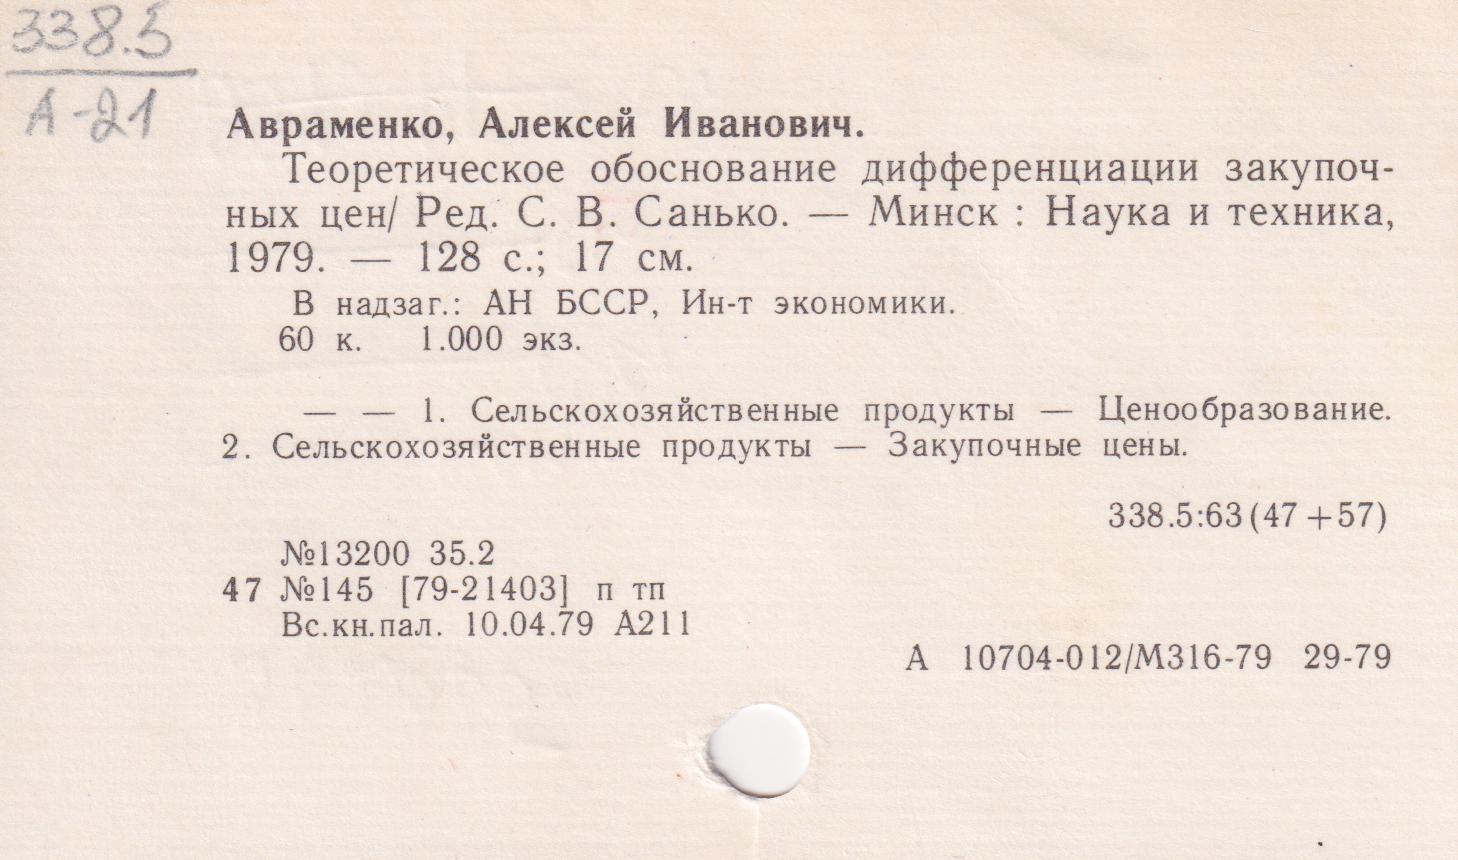 338.5
А-21
Авраменко, Алексей Иванович.
Теоретическое обоснование дифференциации закупоч-
ных цен/ Ред. С. В. Санько. — Минск : Наука и техника,
1979. — 128 с.; 17 см.
В надзаг.: АН БССР, Ин-т экономики.
60 к. 1.000 экз.
— — 1. Сельскохозяйственные продукты — Ценообразование.
2. Сельскохозяйственные продукты — Закупочные цены.
338.5:63(47+57)
№13200 35.2
47 №145 [79-21403] п тп
Вс.кн.пал. 10.04.79 А211
А 10704-012/М316-79 29-79